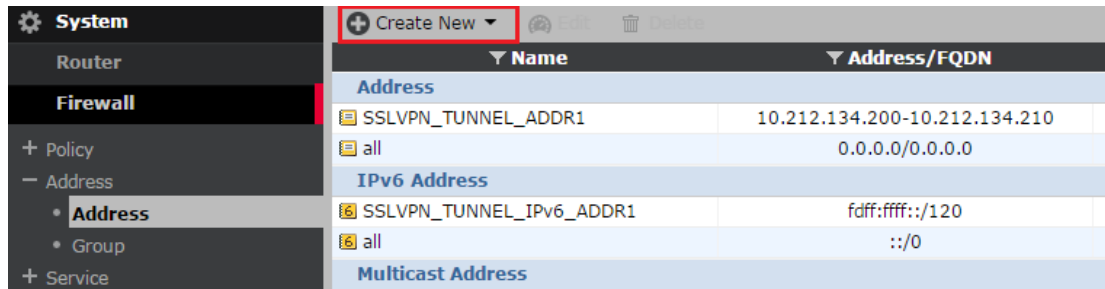 System
Create New Edit Delete
Router
Name Address/FQDN
Firewall
Address
SSLVPN_TUNNEL_ADDR1 10.212.134.200-10.212.134.210
+ Policy
all 0.0.0.0/0.0.0.0
− Address
IPv6 Address
• Address
SSLVPN_TUNNEL_IPv6_ADDR1 fdff:ffff::/120
• Group
all ::/0
+ Service
Multicast Address